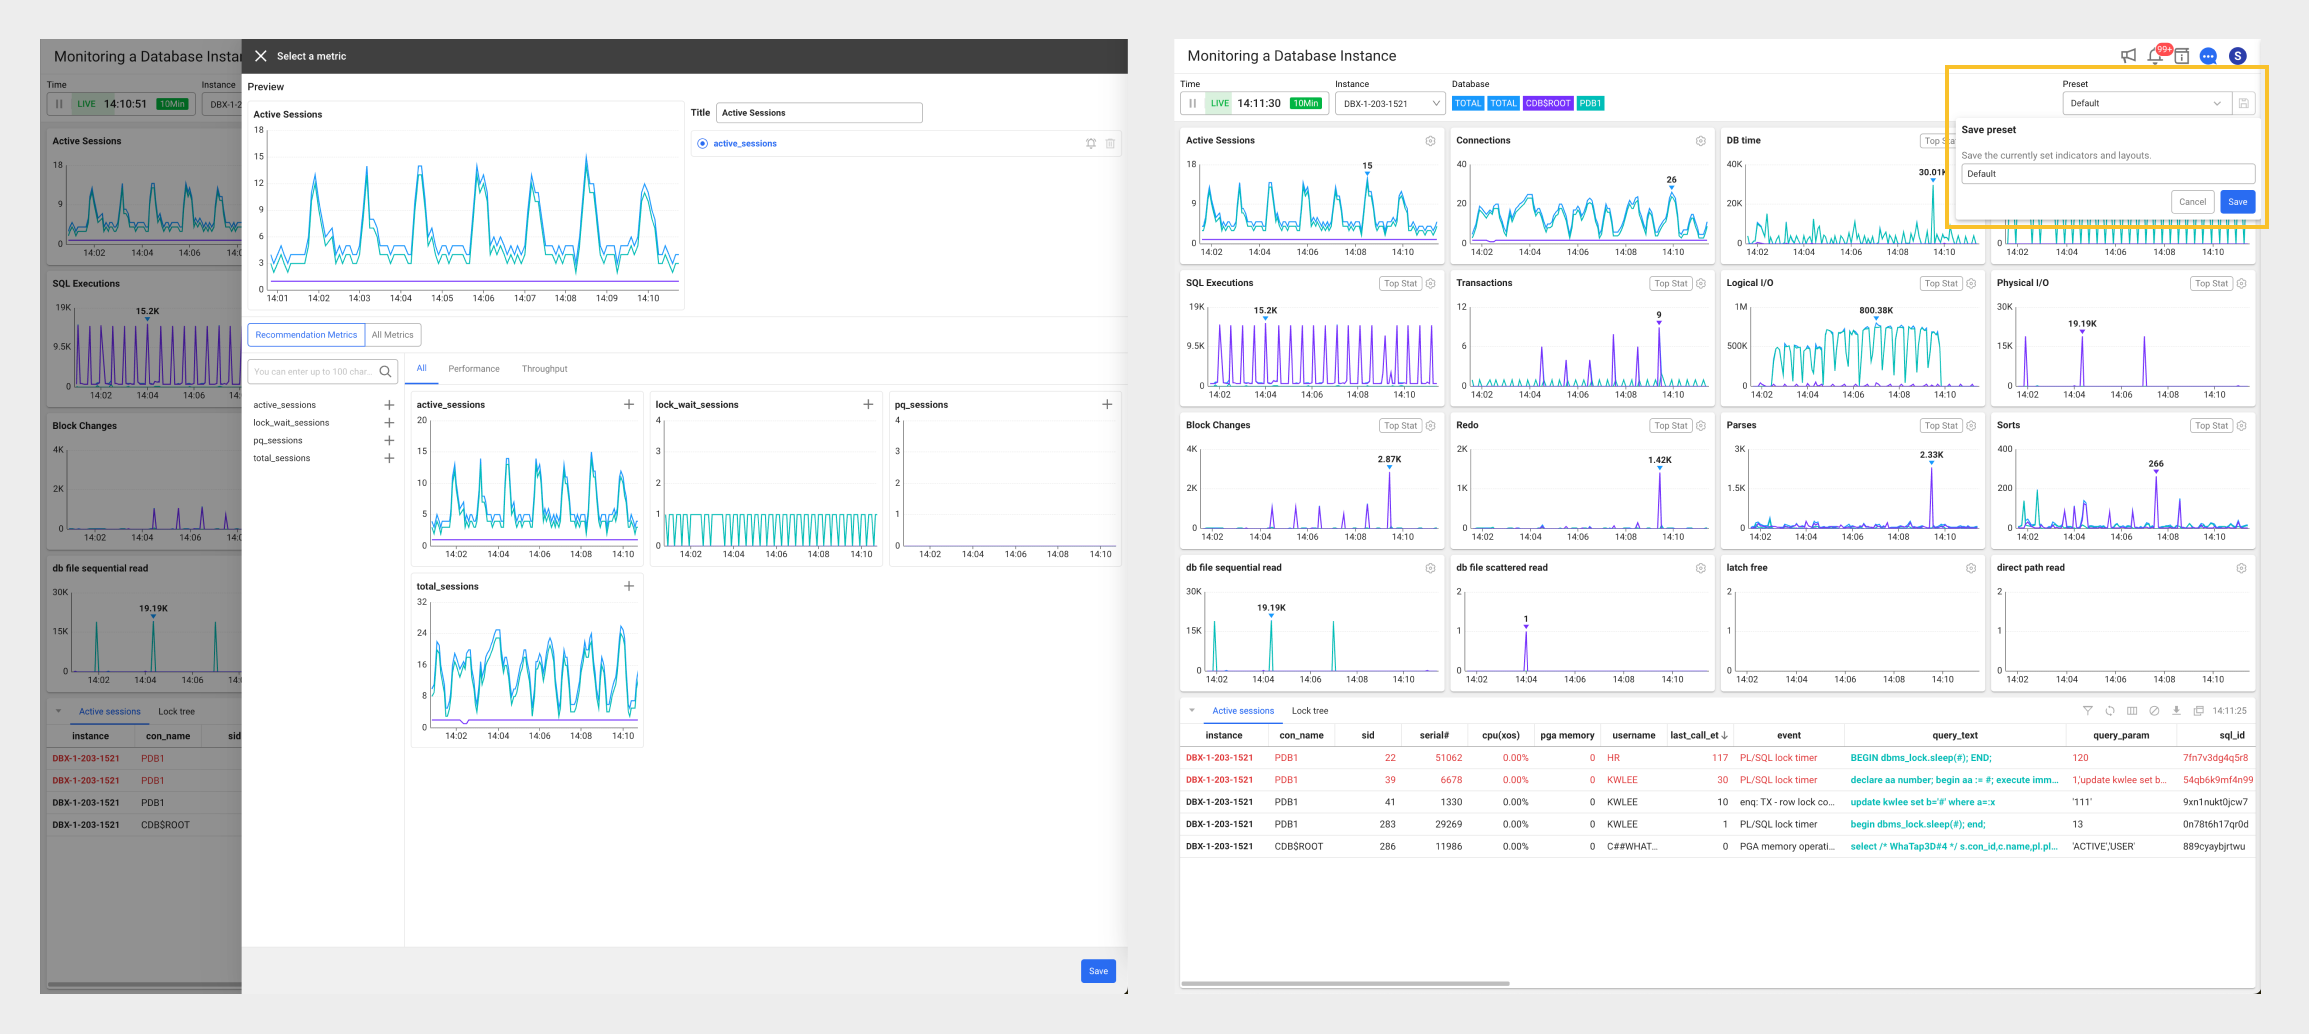 Monitoring a Database Instan
Time
Instance
LIVE 14:10:51 10Min
DBX-1-2
Active Sessions
18
9
0
14:02 14:04 14:06 14:0
SQL Executions
19K
15.2K
9.5K
0
14:02 14:04 14:06 14:0
Block Changes
4K
2K
0
14:02 14:04 14:06 14:0
db file sequential read
30K
19.19K
15K
0
14:02 14:04 14:06 14:0
Active sessions Lock tree
instance con_name sid
DBX-1-203-1521 PDB1
DBX-1-203-1521 PDB1
DBX-1-203-1521 PDB1
DBX-1-203-1521 CDB$ROOT
Select a metric
Preview
Active Sessions
18
15
12
9
6
3
0
14:01 14:02 14:03 14:04 14:05 14:06 14:07 14:08 14:09 14:10
Title Active Sessions
active_sessions
Recommendation Metrics All Metrics
You can enter up to 100 char...
All Performance Throughput
active_sessions
lock_wait_sessions
pq_sessions
total_sessions
active_sessions
20
15
10
5
0
14:02 14:04 14:06 14:08 14:10
lock_wait_sessions
4
3
2
1
0
14:02 14:04 14:06 14:08 14:10
pq_sessions
4
3
2
1
0
14:02 14:04 14:06 14:08 14:10
total_sessions
32
24
16
8
0
14:02 14:04 14:06 14:08 14:10
Save
Monitoring a Database Instance
99+
S
Time
Instance
Database
LIVE 14:11:30 10Min
DBX-1-203-1521
TOTAL TOTAL CDB$ROOT PDB1
Preset
Default
Save preset
Save the currently set indicators and layouts.
Default
Cancel Save
Active Sessions
18
15
9
0
14:02 14:04 14:06 14:08 14:10
Connections
40
26
20
0
14:02 14:04 14:06 14:08 14:10
DB time
Top Sta
40K
30.01K
20K
0
14:02 14:04 14:06 14:08 14:10
0
14:02 14:04 14:06 14:08 14:10
SQL Executions
Top Stat
19K
15.2K
9.5K
0
14:02 14:04 14:06 14:08 14:10
Transactions
Top Stat
12
9
6
0
14:02 14:04 14:06 14:08 14:10
Logical I/O
Top Stat
1M
800.38K
500K
0
14:02 14:04 14:06 14:08 14:10
Physical I/O
Top Stat
30K
19.19K
15K
0
14:02 14:04 14:06 14:08 14:10
Block Changes
Top Stat
4K
2.87K
2K
0
14:02 14:04 14:06 14:08 14:10
Redo
Top Stat
2K
1.42K
1K
0
14:02 14:04 14:06 14:08 14:10
Parses
Top Stat
3K
2.33K
1.5K
0
14:02 14:04 14:06 14:08 14:10
Sorts
Top Stat
400
266
200
0
14:02 14:04 14:06 14:08 14:10
db file sequential read
30K
19.19K
15K
0
14:02 14:04 14:06 14:08 14:10
db file scattered read
2
1
1
0
14:02 14:04 14:06 14:08 14:10
latch free
2
1
0
14:02 14:04 14:06 14:08 14:10
direct path read
2
1
0
14:02 14:04 14:06 14:08 14:10
Active sessions Lock tree
14:11:25
instance con_name sid serial# cpu(xos) pga memory username last_call_et event query_text query_param sql_id
DBX-1-203-1521 PDB1 22 51062 0.00% 0 HR 117 PL/SQL lock timer BEGIN dbms_lock.sleep(#); END; 120 7fn7v3dg4q5r8
DBX-1-203-1521 PDB1 39 6678 0.00% 0 KWLEE 30 PL/SQL lock timer declare aa number; begin aa := #; execute imm... 1,'update kwlee set b... 54qb6k9mf4n99
DBX-1-203-1521 PDB1 41 1330 0.00% 0 KWLEE 10 enq: TX - row lock co... update kwlee set b='#' where a=:x '111' 9xn1nukt0jcw7
DBX-1-203-1521 PDB1 283 29269 0.00% 0 KWLEE 1 PL/SQL lock timer begin dbms_lock.sleep(#); end; 13 0n78t6h17qr0d
DBX-1-203-1521 CDB$ROOT 286 11986 0.00% 0 C##WHAT... 0 PGA memory operati... select /* WhaTap3D#4 */ s.con_id,c.name,pl.pl... 'ACTIVE','USER' 889cyaybjrtwu